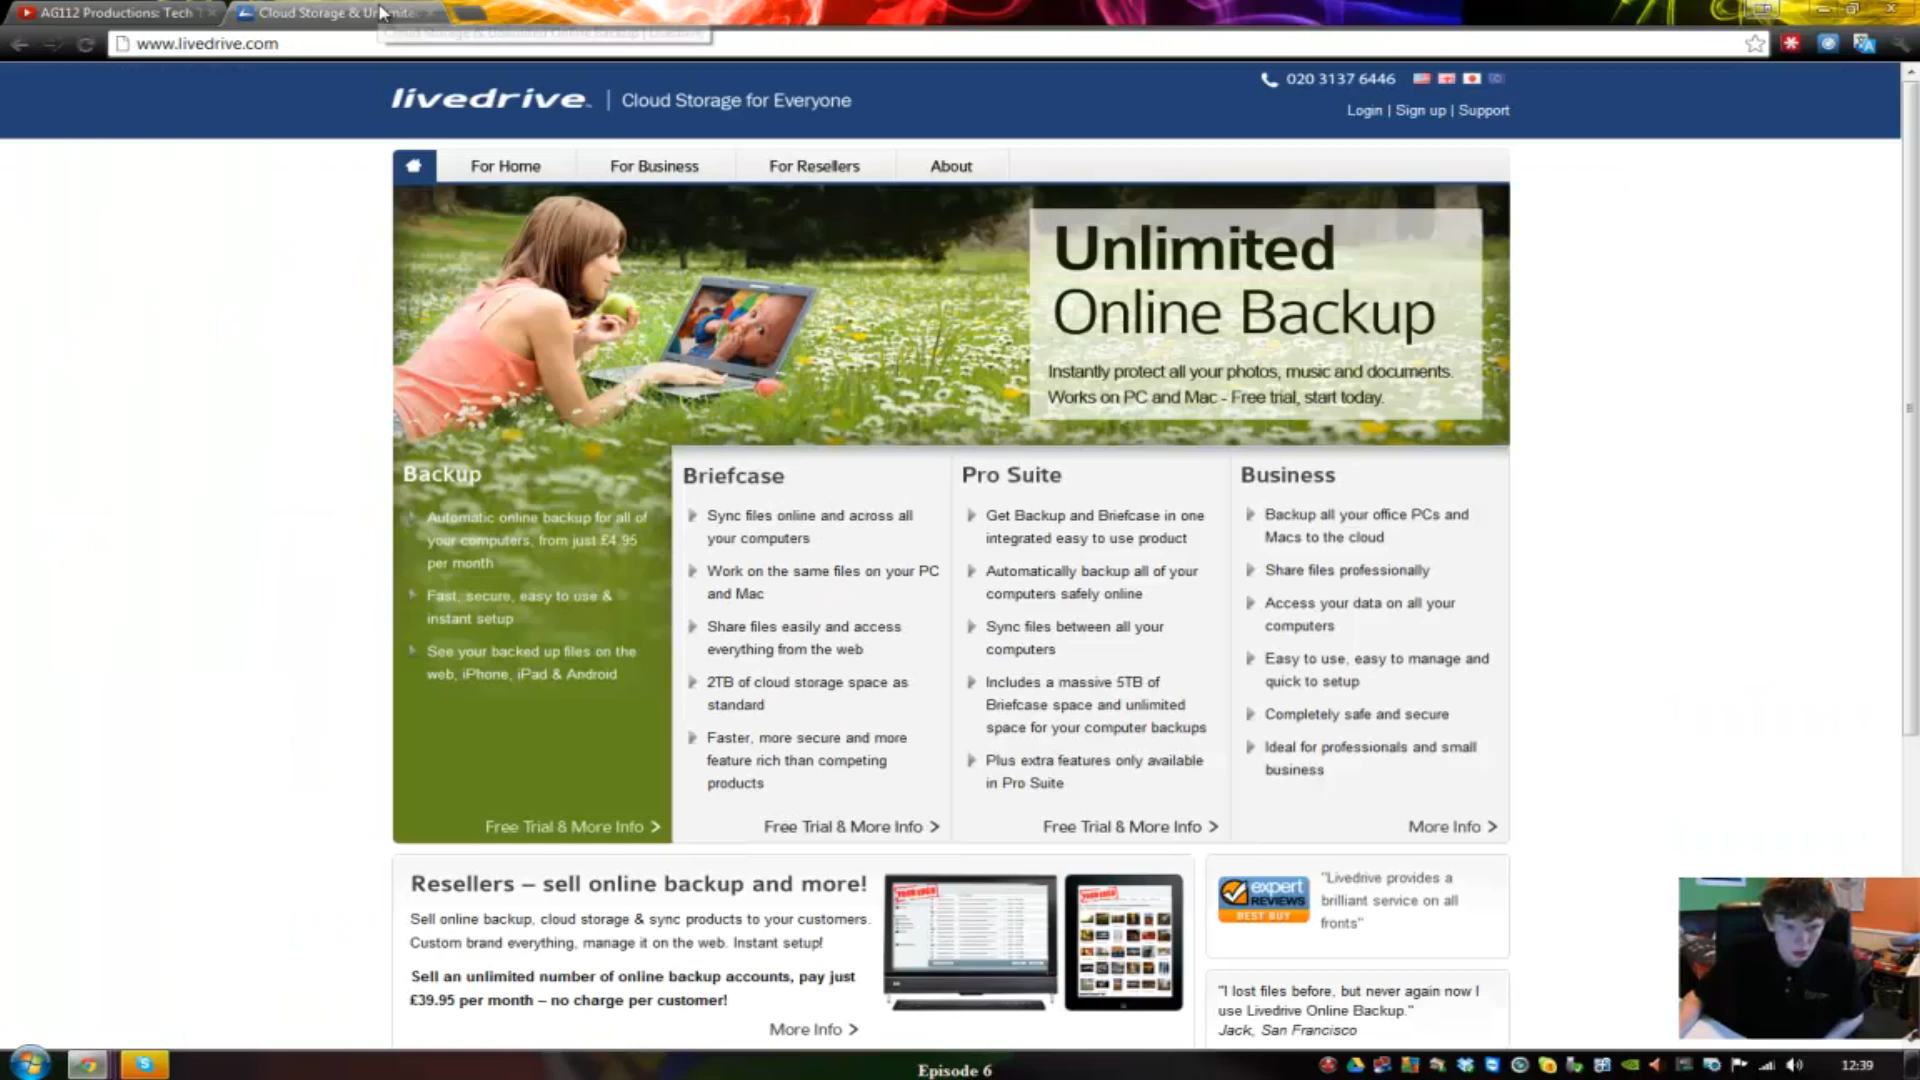 AG112 Productions: Tech
Cloud Storage & Unlimite
Cloud Storage & Unlimited Online Backup | Livedrive
www.livedrive.com
livedrive
Cloud Storage for Everyone
020 3137 6446
Login | Sign up | Support
For Home
For Business
For Resellers
About
Unlimited
Online Backup
Instantly protect all your photos, music and documents.
Works on PC and Mac - Free trial, start today.
Backup
Automatic online backup for all of
your computers, from just £4.95
per month
Fast, secure, easy to use &
instant setup
See your backed up files on the
web, iPhone, iPad & Android
Free Trial & More Info >
Briefcase
Sync files online and across all
your computers
Work on the same files on your PC
and Mac
Share files easily and access
everything from the web
2TB of cloud storage space as
standard
Faster, more secure and more
feature rich than competing
products
Free Trial & More Info >
Pro Suite
Get Backup and Briefcase in one
integrated easy to use product
Automatically backup all of your
computers safely online
Sync files between all your
computers
Includes a massive 5TB of
Briefcase space and unlimited
space for your computer backups
Plus extra features only available
in Pro Suite
Free Trial & More Info >
Business
Backup all your office PCs and
Macs to the cloud
Share files professionally
Access your data on all your
computers
Easy to use, easy to manage and
quick to setup
Completely safe and secure
Ideal for professionals and small
business
More Info >
Resellers – sell online backup and more!
Sell online backup, cloud storage & sync products to your customers.
Custom brand everything, manage it on the web. Instant setup!
Sell an unlimited number of online backup accounts, pay just
£39.95 per month – no charge per customer!
More Info >
YOUR LOGO
YOUR LOGO
expert
REVIEWS
BEST BUY
"Livedrive provides a
brilliant service on all
fronts"
"I lost files before, but never again now I
use Livedrive Online Backup."
Jack, San Francisco
Episode 6
12:39